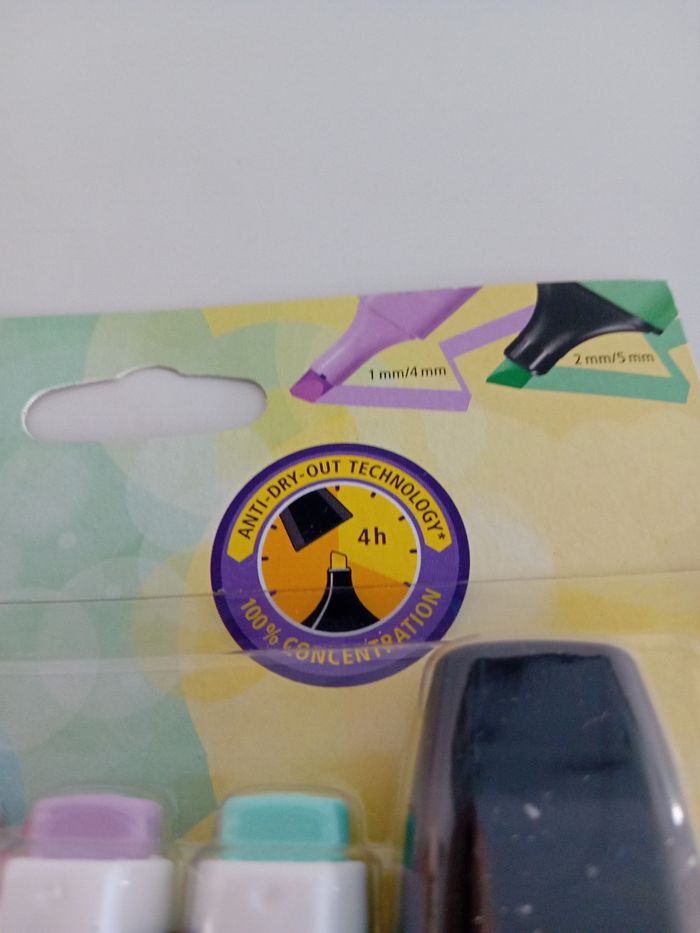 1 mm/4 mm
2 mm/5 mm
ANTI-DRY-OUT TECHNOLOGY*
4h
100% CONCENTRATION